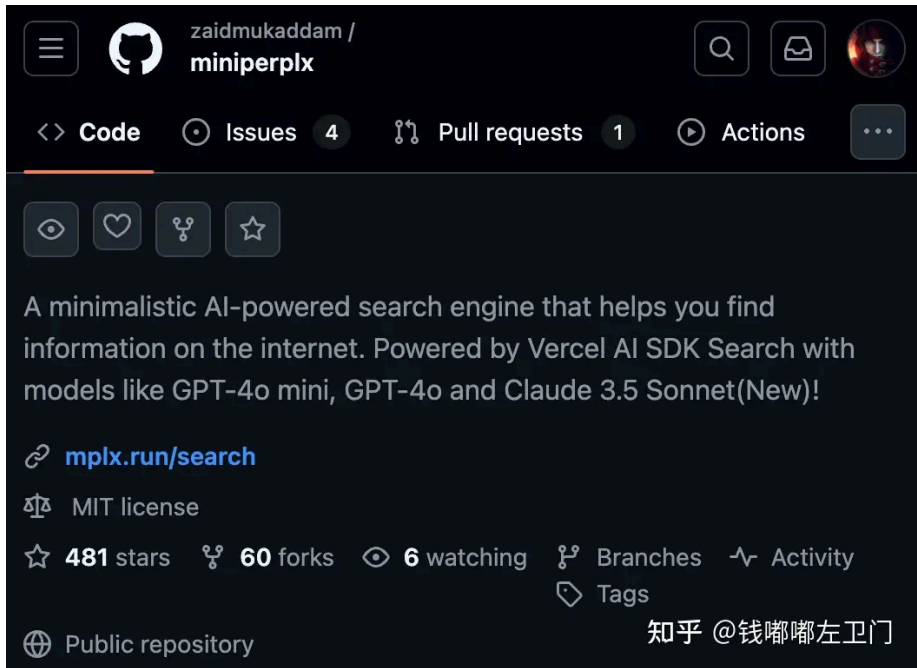 zaidmukaddam /
miniperplx
Code Issues 4 Pull requests 1 Actions
A minimalistic AI-powered search engine that helps you find
information on the internet. Powered by Vercel AI SDK Search with
models like GPT-4o mini, GPT-4o and Claude 3.5 Sonnet(New)!
mplx.run/search
MIT license
481 stars 60 forks 6 watching Branches Activity
Tags
Public repository
知乎 @钱嘟嘟左卫门